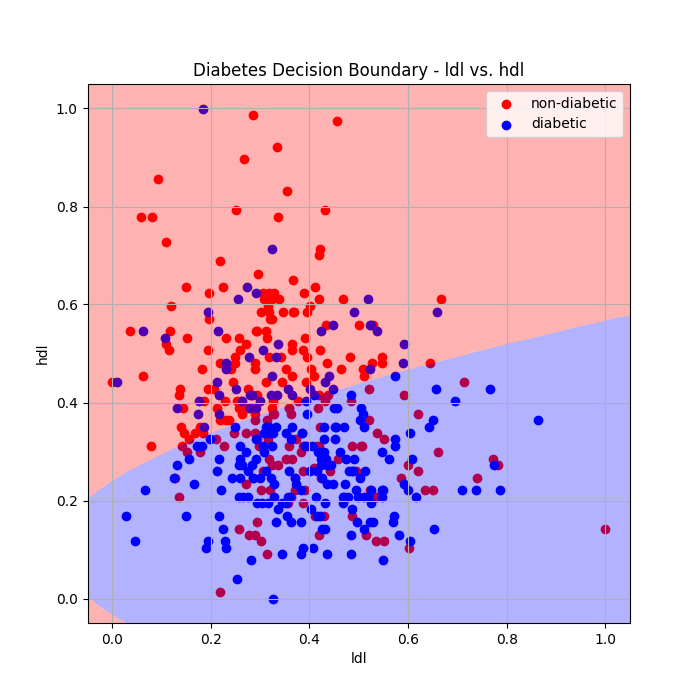 Diabetes Decision Boundary - ldl vs. hdl
non-diabetic
diabetic
1.0
0.8
0.6
0.4
0.2
0.0
hdl
0.0 0.2 0.4 0.6 0.8 1.0
ldl